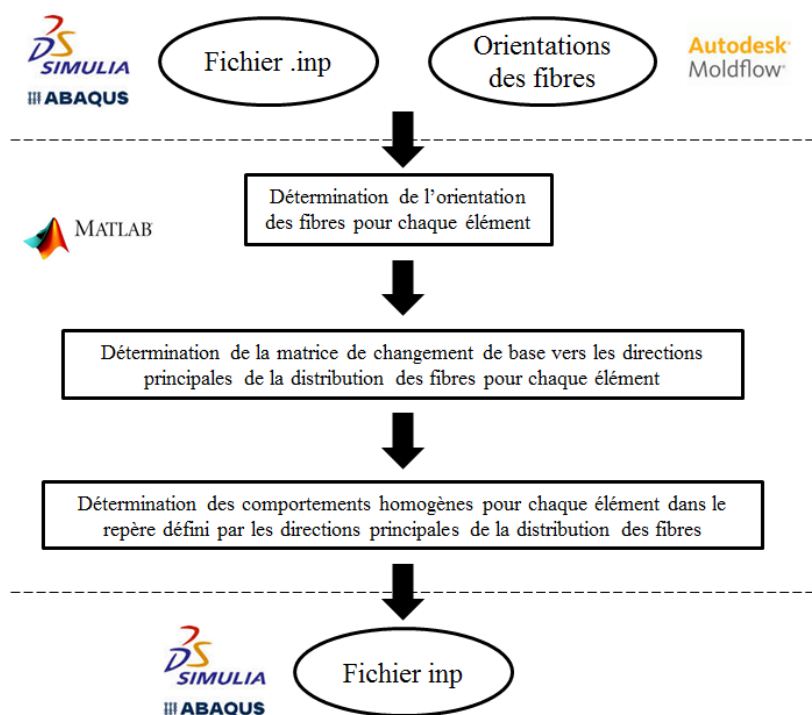 SIMULIA
ABAQUS
Fichier .inp
Orientations
des fibres
Autodesk®
Moldflow®
MATLAB®
Détermination de l'orientation
des fibres pour chaque élément
Détermination de la matrice de changement de base vers les directions
principales de la distribution des fibres pour chaque élément
Détermination des comportements homogènes pour chaque élément dans le
repère défini par les directions principales de la distribution des fibres
SIMULIA
ABAQUS
Fichier inp